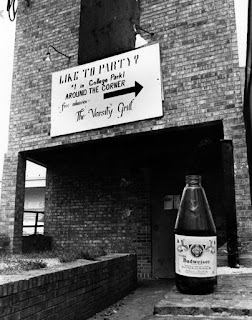 LIKE TO PARTY?
#1 in College Park!
AROUND THE CORNER
free admission -
The Varsity Grill
Budweiser